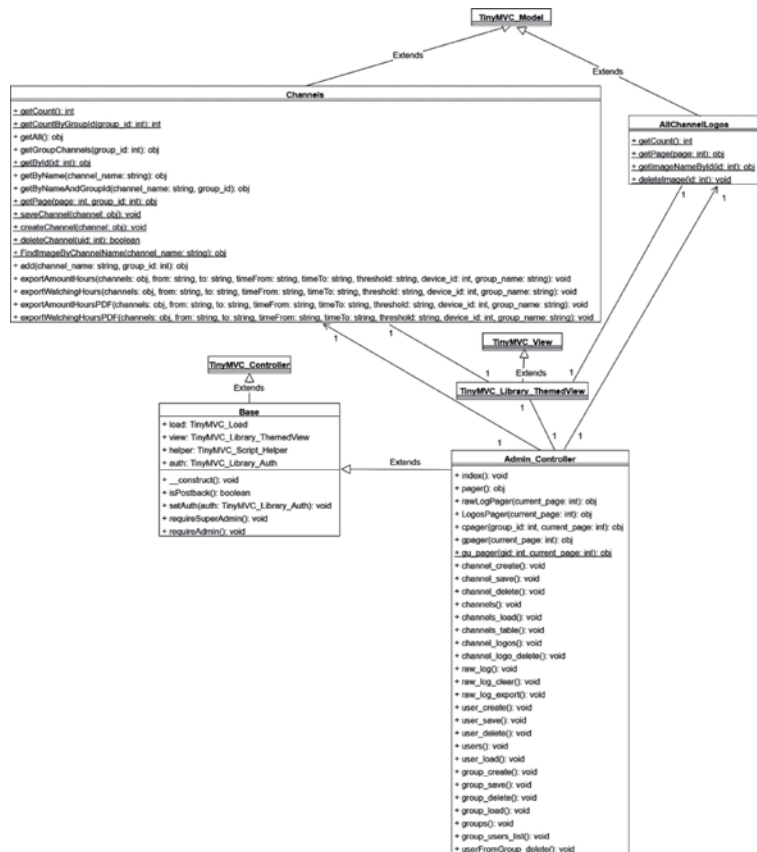 TinyMVC_Model
Extends
Extends
Channels
+ getCount(): int
+ getCountByGroupId(group_id: int): int
+ getAll(): obj
+ getGroupChannels(group_id: int): obj
+ getById(id: int): obj
+ getByName(channel_name: string): obj
+ getByNameAndGroupId(channel_name: string, group_id): obj
+ getPage(page: int, group_id: int): obj
+ saveChannel(channel: obj): void
+ createChannel(channel: obj): void
+ deleteChannel(uid: int): boolean
+ FindImageByChannelName(channel_name: string): obj
+ add(channel_name: string, group_id: int): obj
+ exportAmountHours(channels: obj, from: string, to: string, timeFrom: string, timeTo: string, threshold: string, device_id: int, group_name: string): void
+ exportWatchingHours(channels: obj, from: string, to: string, timeFrom: string, timeTo: string, threshold: string, device_id: int, group_name: string): void
+ exportAmountHoursPDF(channels: obj, from: string, to: string, timeFrom: string, timeTo: string, threshold: string, device_id: int, group_name: string): void
+ exportWatchingHoursPDF(channels: obj, from: string, to: string, timeFrom: string, timeTo: string, threshold: string, device_id: int, group_name: string): void
AllChannelLogos
+ getCount(): int
+ getPage(page: int): obj
+ getImageNameById(id: int): obj
+ deleteImage(id: int): void
1
1
1
1
TinyMVC_View
Extends
1
1
TinyMVC_Library_ThemedView
1
TinyMVC_Controller
Extends
Base
+ load: TinyMVC_Load
+ view: TinyMVC_Library_ThemedView
+ helper: TinyMVC_Script_Helper
+ auth: TinyMVC_Library_Auth
+ __construct(): void
+ isPostback(): boolean
+ setAuth(auth: TinyMVC_Library_Auth): void
+ requireSuperAdmin(): void
+ requireAdmin(): void
Extends
1
1
1
Admin_Controller
+ index(): void
+ pager(): obj
+ rawLogPager(current_page: int): obj
+ LogosPager(current_page: int): obj
+ cpager(group_id: int, current_page: int): obj
+ gpager(current_page: int): obj
+ gu_pager(gid: int, current_page: int): obj
+ channel_create(): void
+ channel_save(): void
+ channel_delete(): void
+ channels(): void
+ channels_load(): void
+ channels_table(): void
+ channel_logos(): void
+ channel_logo_delete(): void
+ raw_log(): void
+ raw_log_clear(): void
+ raw_log_export(): void
+ user_create(): void
+ user_save(): void
+ user_delete(): void
+ users(): void
+ user_load(): void
+ group_create(): void
+ group_save(): void
+ group_delete(): void
+ group_load(): void
+ groups(): void
+ group_users_list(): void
+ userFromGroup_delete(): void